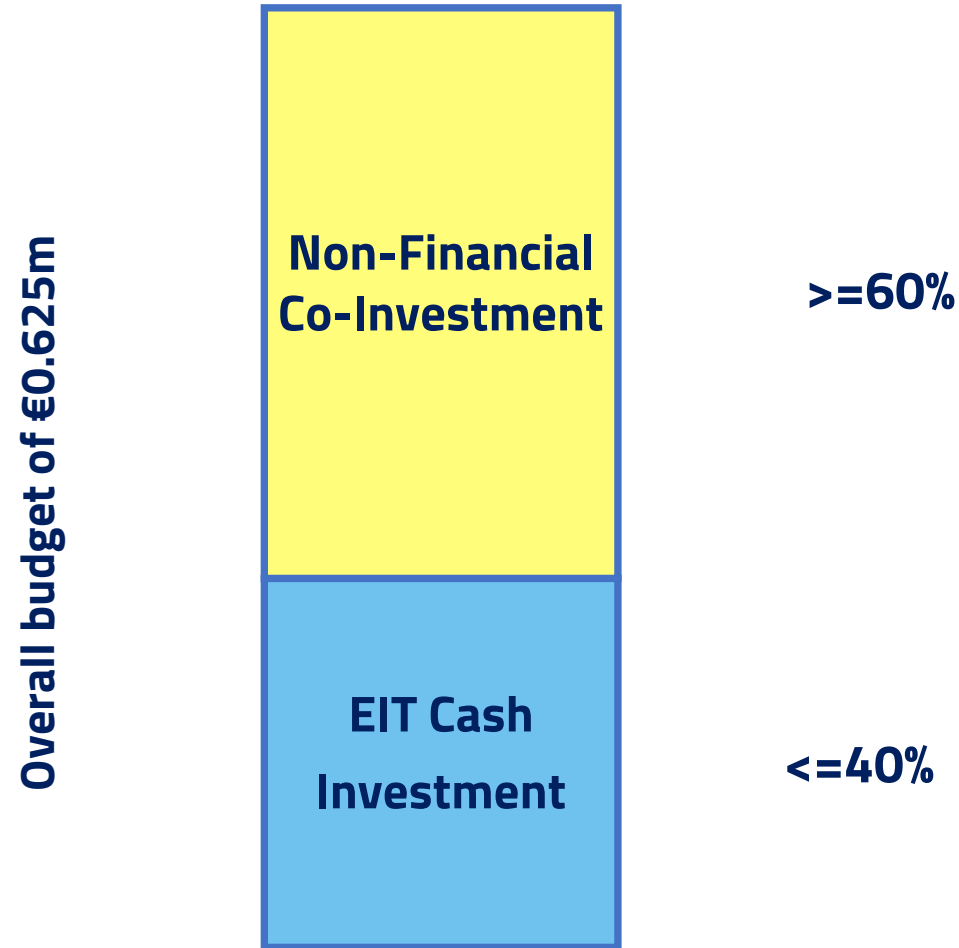 Overall budget of €0.625m
Non-Financial
Co-Investment
>=60%
EIT Cash
Investment
<=40%